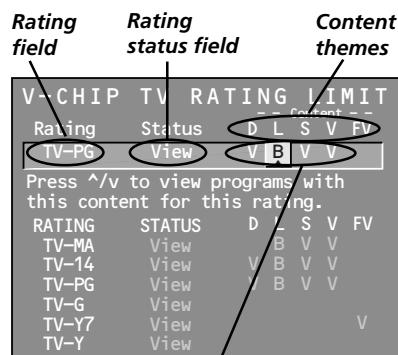 Rating field
Rating status field
Content themes
V-CHIP TV RATING LIMIT
- - Content - -
Rating Status D L S V FV
TV-PG View V B V V
Press ^/v to view programs with
this content for this rating.
RATING STATUS D L S V FV
TV-MA View B V V
TV-14 View V B V V
TV-PG View V B V V
TV-G View
TV-Y7 View V
TV-Y View